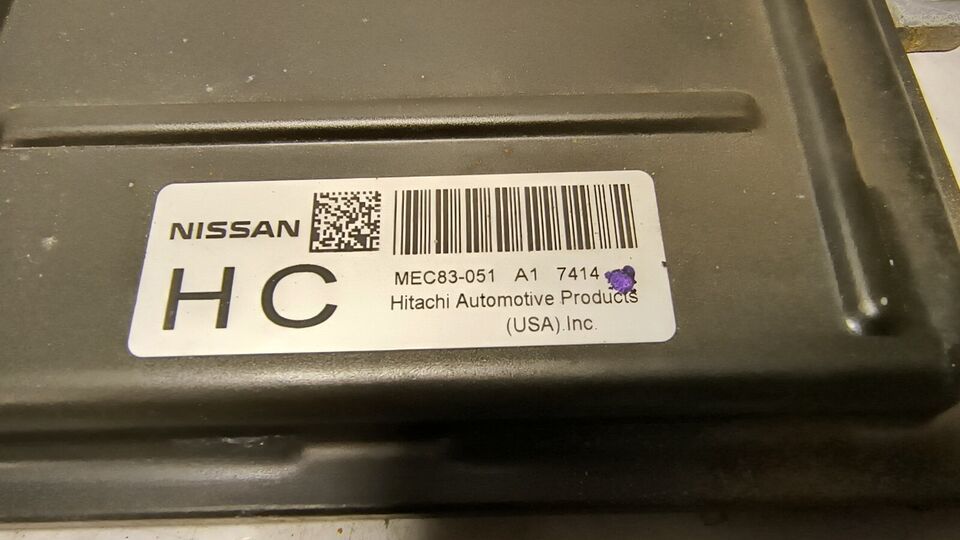 NISSAN
HC
MEC83-051 A1 7414
Hitachi Automotive Products
(USA).Inc.